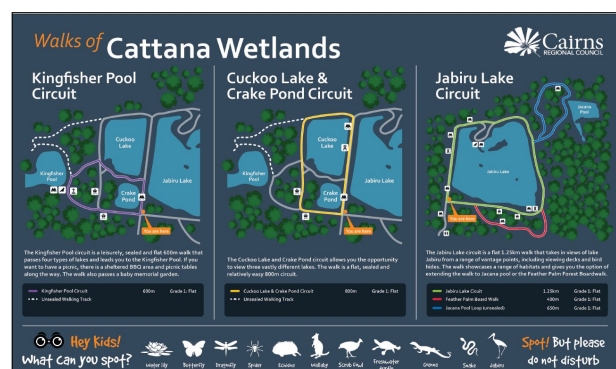 Walks of Cattana Wetlands
Cairns
REGIONAL COUNCIL
Kingfisher Pool
Circuit
Cuckoo
Lake
Kingfisher
Pool
Crake
Pond
Jabiru Lake
You are here
The Kingfisher Pool circuit is a leisurely, sealed and flat 600m walk that
passes four types of lakes and leads you to the Kingfisher Pool. If you
want to have a picnic, there is a sheltered BBQ area and picnic tables
along the way. The walk also passes a baby memorial garden.
Kingfisher Pool Circuit 600m Grade 1: Flat
Unsealed Walking Track
Cuckoo Lake &
Crake Pond Circuit
Cuckoo
Lake
Kingfisher
Pool
Crake
Pond
Jabiru Lake
You are here
The Cuckoo Lake and Crake Pond circuit allows you the opportunity
to view three vastly different lakes. The walk is a flat, sealed and
relatively easy 800m circuit.
Cuckoo Lake & Crake Pond Circuit 800m Grade 1: Flat
Unsealed Walking Track
Jabiru Lake
Circuit
Jacana
Pool
Jabiru Lake
You are here
The Jabiru Lake circuit is a flat 1.25km walk that takes in views of lake
Jabiru from a range of vantage points, including viewing decks and bird
hides. The walk showcases a range of habitats and gives you the option of
extending the walk to Jacana pool or the Feather Palm Forest Boardwalk.
Jabiru Lake Circuit 1.25km Grade 1: Flat
Feather Palm Board Walk 400m Grade 1: Flat
Jacana Pool Loop (unsealed) 650m Grade 1: Flat
Hey Kids!
What can you spot?
Water lily
Butterfly
Dragonfly
Spider
Echidna
Wallaby
Scrub fowl
Freshwater
turtle
Goanna
Snake
Jabiru
Spot! But please
do not disturb